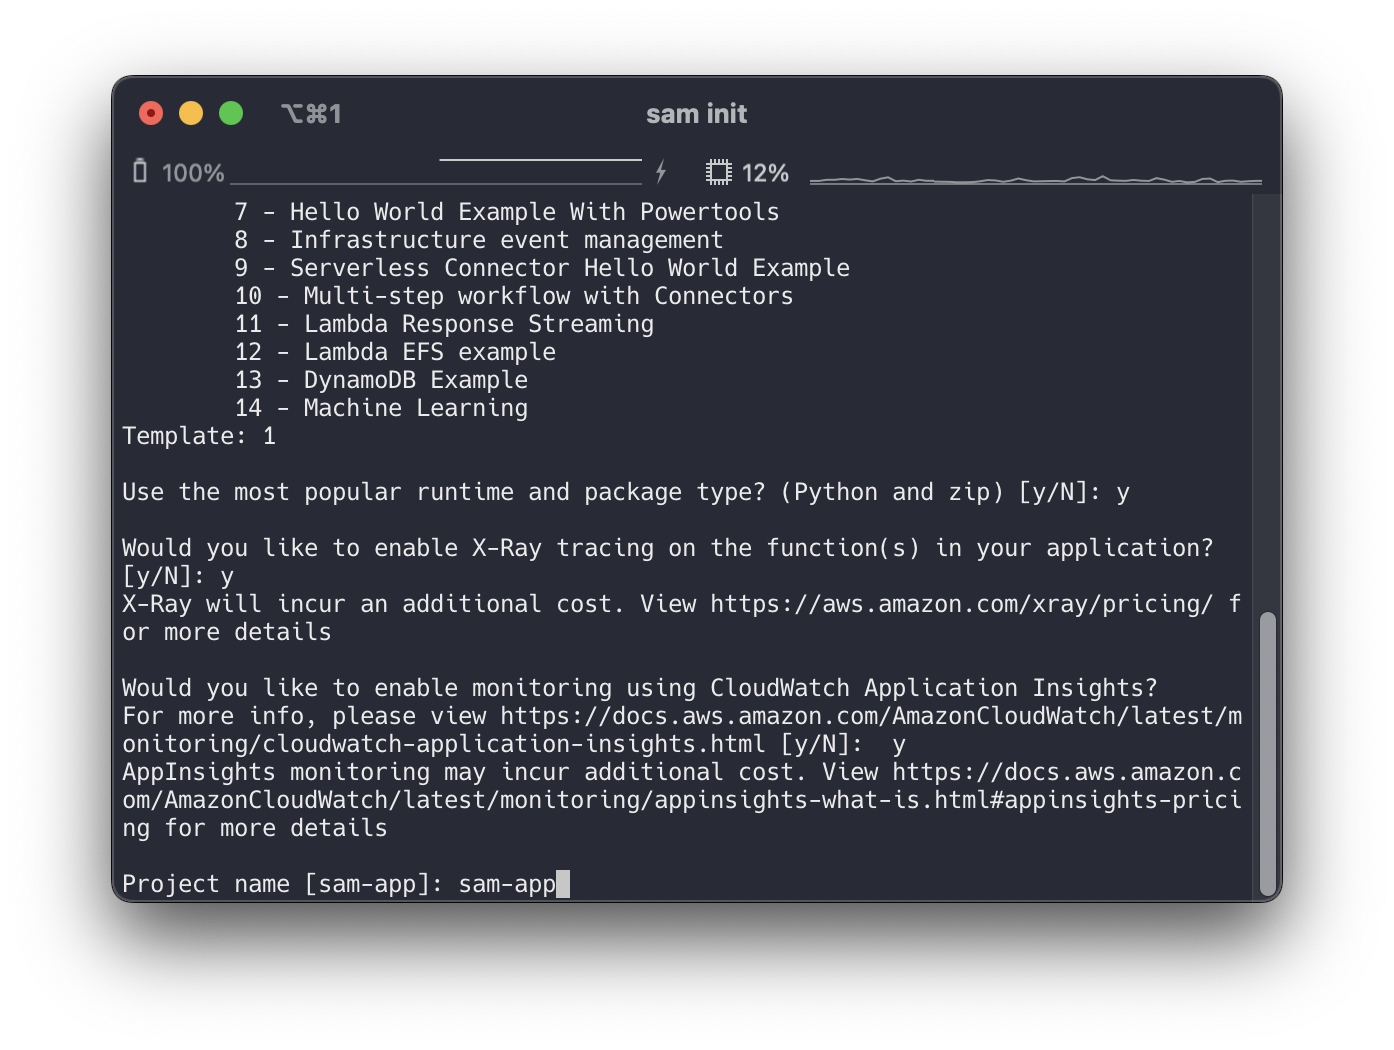 ⌥⌘1 sam init
100% 12%
7 - Hello World Example With Powertools
8 - Infrastructure event management
9 - Serverless Connector Hello World Example
10 - Multi-step workflow with Connectors
11 - Lambda Response Streaming
12 - Lambda EFS example
13 - DynamoDB Example
14 - Machine Learning
Template: 1
Use the most popular runtime and package type? (Python and zip) [y/N]: y
Would you like to enable X-Ray tracing on the function(s) in your application?
[y/N]: y
X-Ray will incur an additional cost. View https://aws.amazon.com/xray/pricing/ f
or more details
Would you like to enable monitoring using CloudWatch Application Insights?
For more info, please view https://docs.aws.amazon.com/AmazonCloudWatch/latest/m
onitoring/cloudwatch-application-insights.html [y/N]:  y
AppInsights monitoring may incur additional cost. View https://docs.aws.amazon.c
om/AmazonCloudWatch/latest/monitoring/appinsights-what-is.html#appinsights-prici
ng for more details
Project name [sam-app]: sam-app